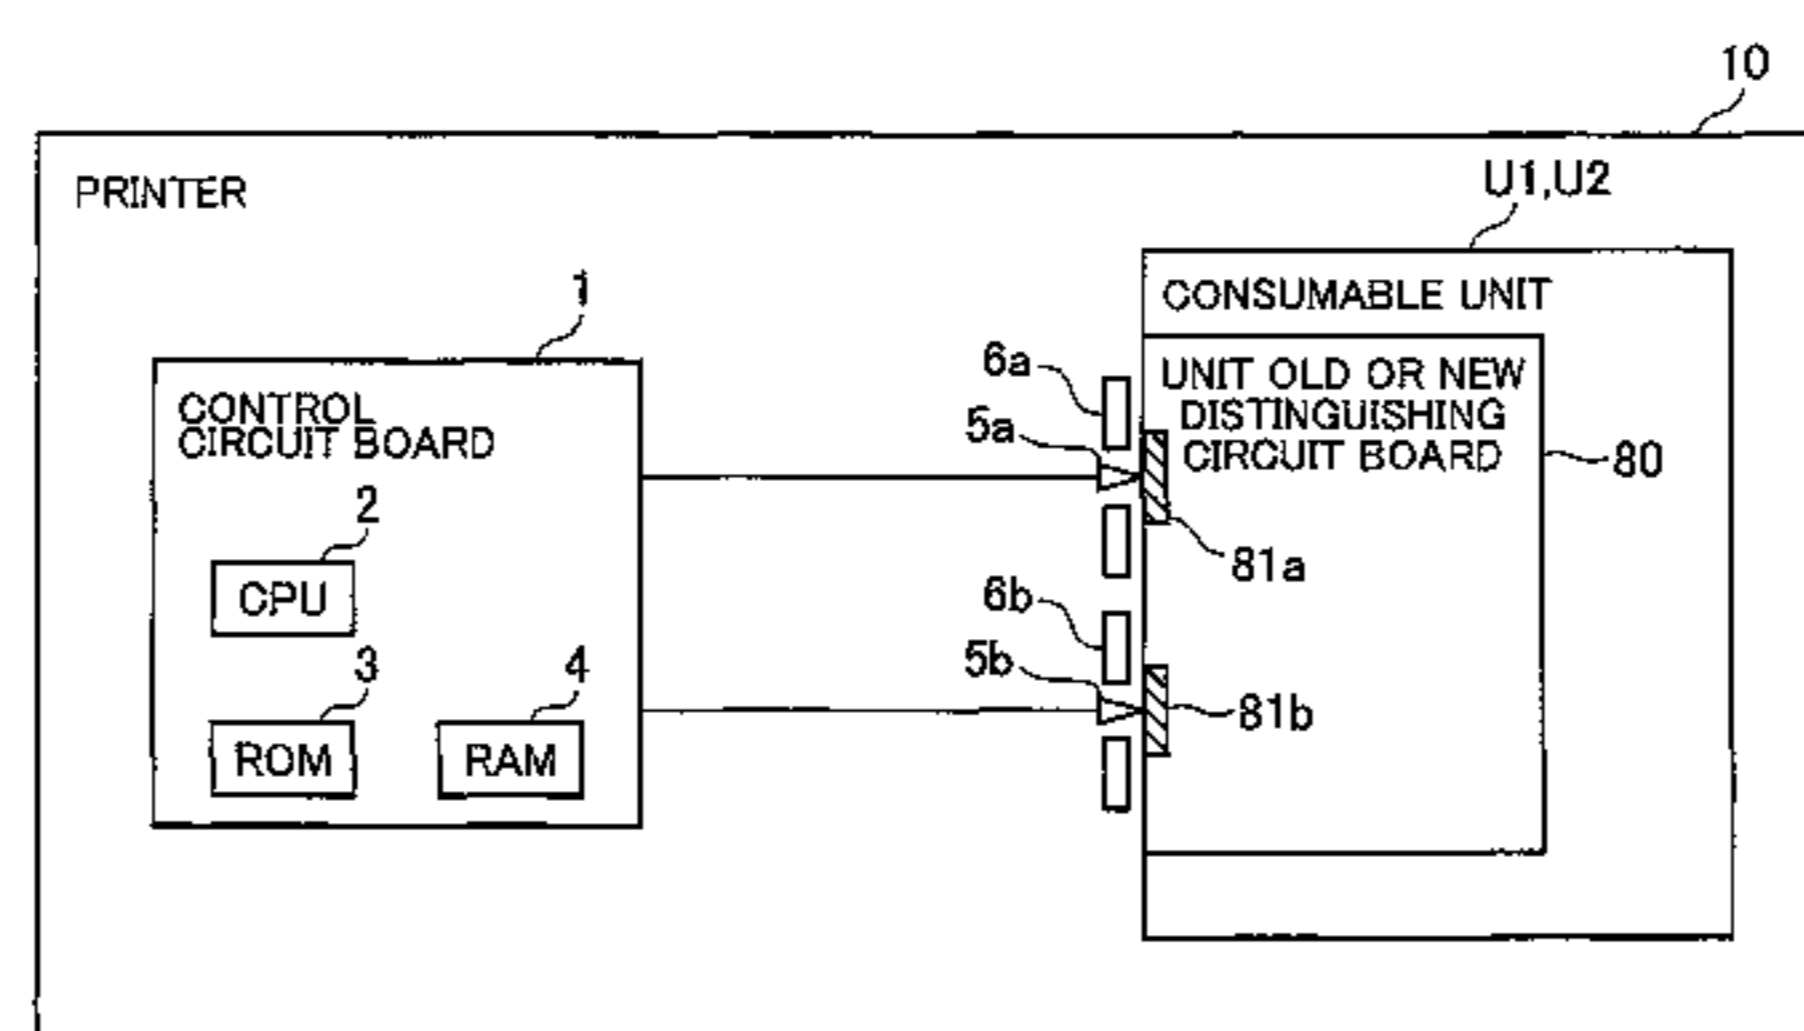 10
PRINTER
U1,U2
1
CONSUMABLE UNIT
6a
UNIT OLD OR NEW
DISTINGUISHING
CIRCUIT BOARD
5a
CONTROL
CIRCUIT BOARD
80
2
81a
CPU
6b
5b
3
4
81b
ROM
RAM